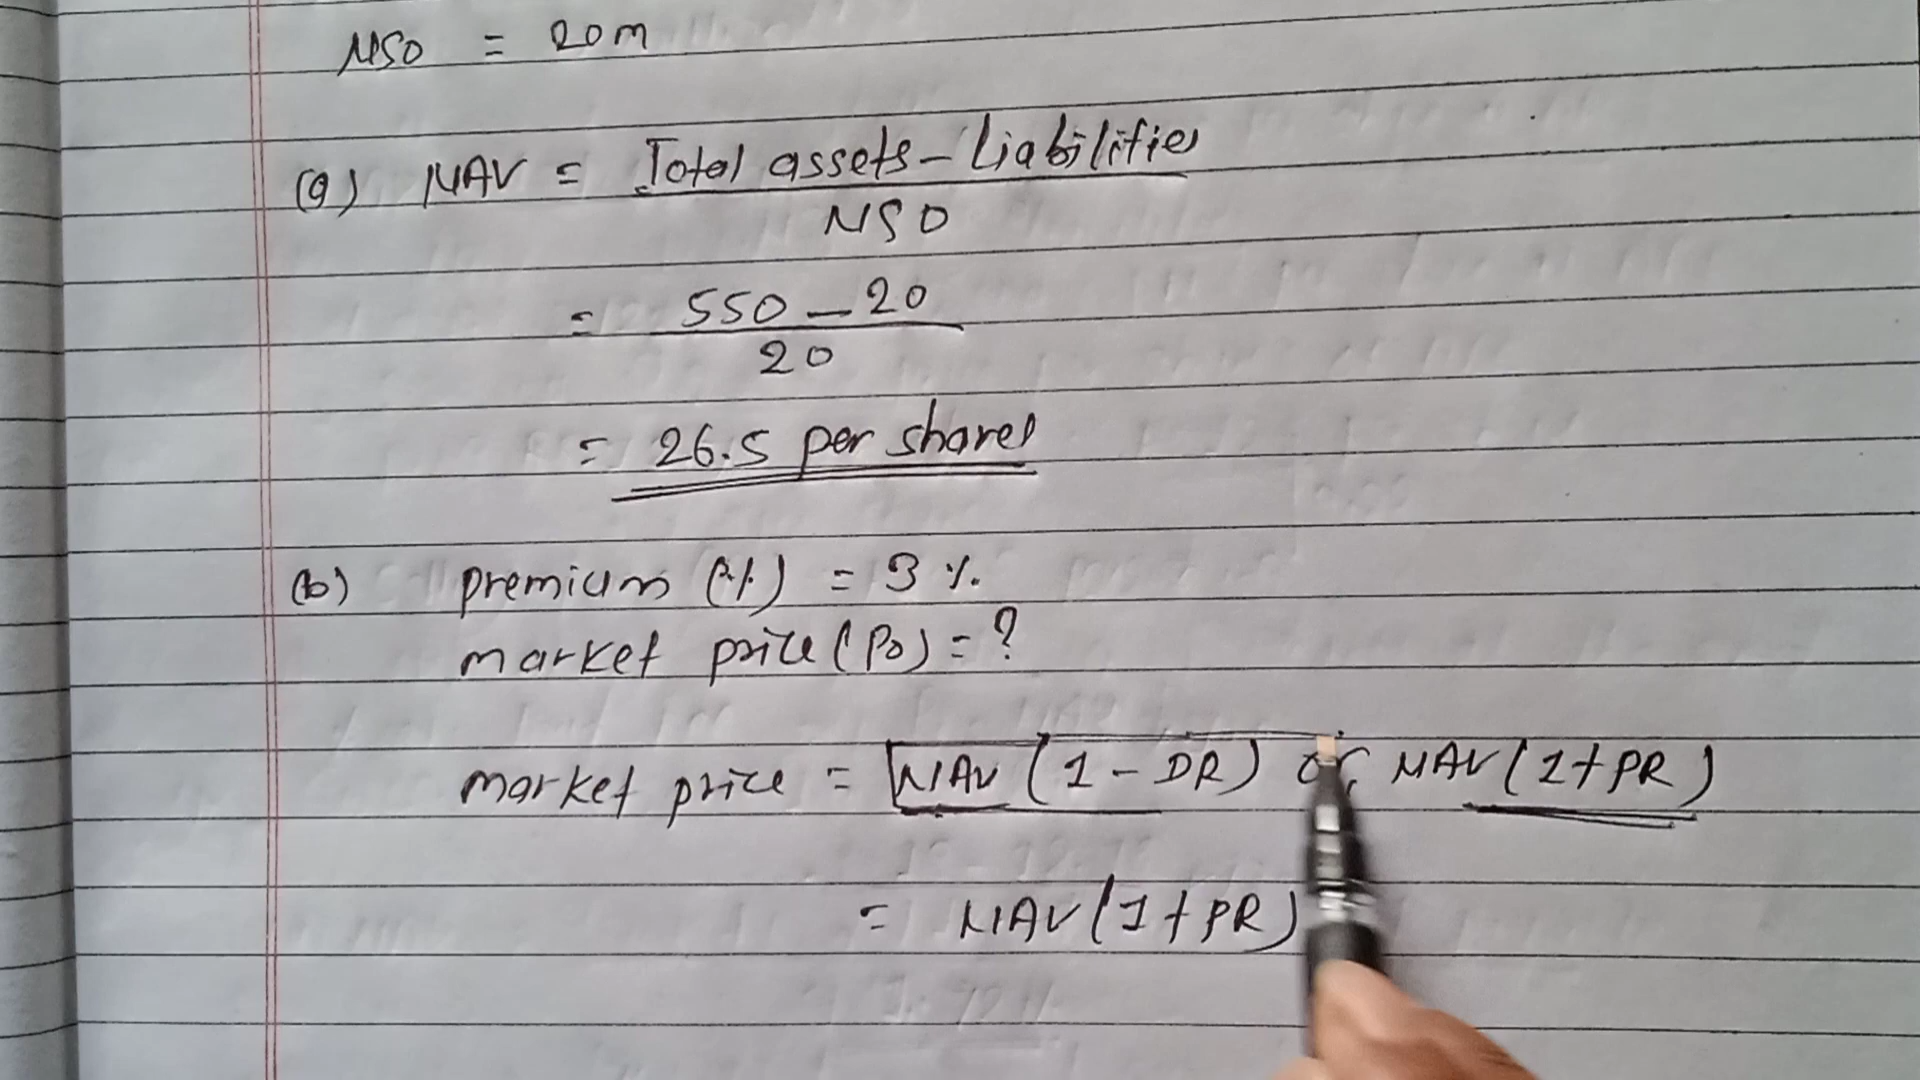 NSO = 20m
(a) NAV = Total assets - Liabilities
NSO
= 550 - 20
20
= 26.5 per shares
(b) premium (%) = 3 %.
market price (P0) = ?
market price = NAV (1 - DR) or NAV (1 + PR)
= NAV (1 + PR)